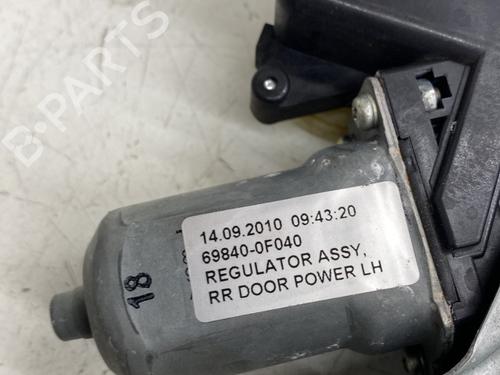 B-PARTS
14.09.2010 09:43:20
69840-0F040
REGULATOR ASSY,
RR DOOR POWER LH
18